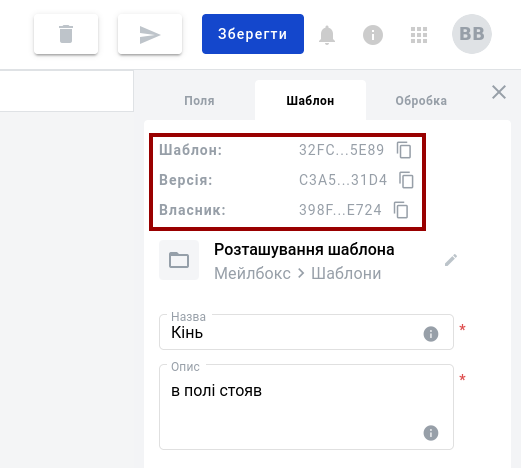 Зберегти
BB
Поля
Шаблон
Обробка
Шаблон: 32FC...5E89
Версія: C3A5...31D4
Власник: 398F...E724
Розташування шаблона
Мейлбокс > Шаблони
Назва
Кінь
*
Опис
*
в полі стояв